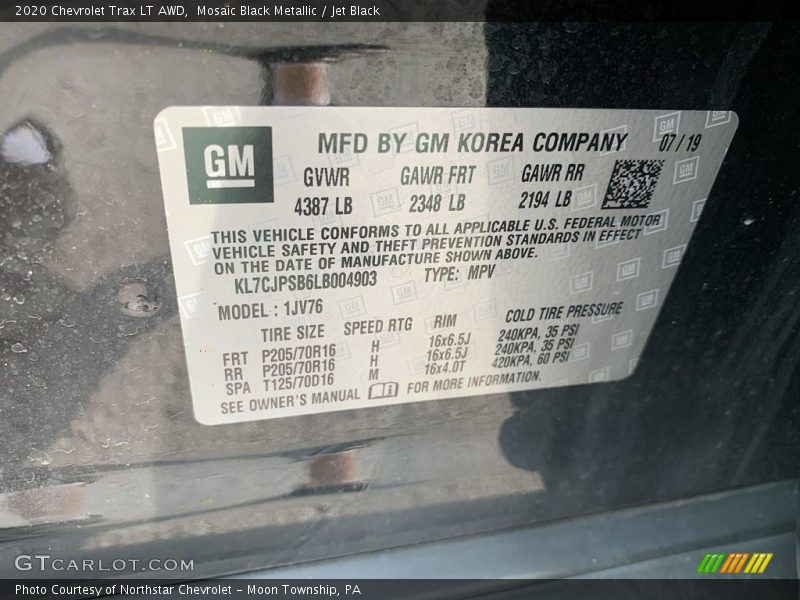 2020 Chevrolet Trax LT AWD, Mosaic Black Metallic / Jet Black
GM
MFD BY GM KOREA COMPANY 07/19
GVWR GAWR FRT GAWR RR
4387 LB 2348 LB 2194 LB
THIS VEHICLE CONFORMS TO ALL APPLICABLE U.S. FEDERAL MOTOR
VEHICLE SAFETY AND THEFT PREVENTION STANDARDS IN EFFECT
ON THE DATE OF MANUFACTURE SHOWN ABOVE.
KL7CJPSB6LB004903 TYPE: MPV
MODEL : 1JV76
TIRE SIZE SPEED RTG RIM COLD TIRE PRESSURE
FRT P205/70R16 H 16x6.5J 240KPA, 35 PSI
RR P205/70R16 H 16x6.5J 240KPA, 35 PSI
SPA T125/70D16 M 16x4.0T 420KPA, 60 PSI
SEE OWNER'S MANUAL FOR MORE INFORMATION.
GTCARLOT.COM
Photo Courtesy of Northstar Chevrolet - Moon Township, PA